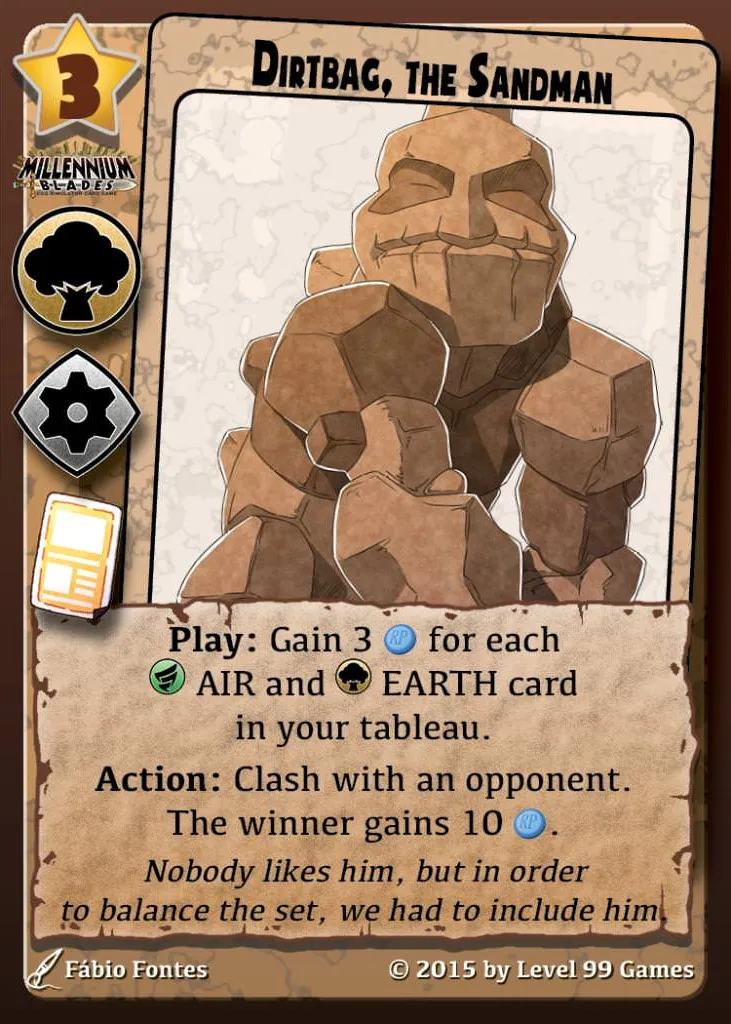 3
DIRTBAG, THE SANDMAN
MILLENNIUM
BLADES
Play: Gain 3 RP for each
AIR and EARTH card
in your tableau.
Action: Clash with an opponent.
The winner gains 10 RP.
Nobody likes him, but in order
to balance the set, we had to include him.
Fábio Fontes
© 2015 by Level 99 Games